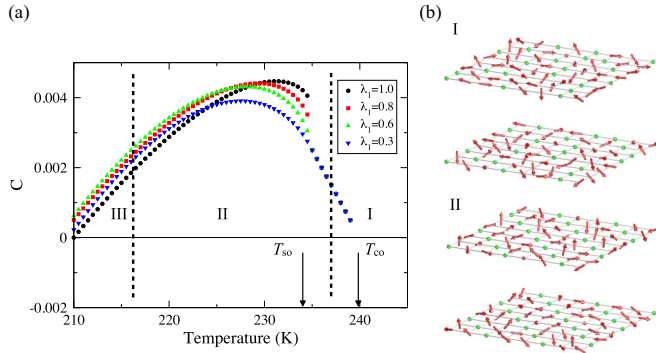 (a)
(b)
0.004
0.002
0
-0.002
C
λ₁=1.0
λ₁=0.8
λ₁=0.6
λ₁=0.3
III
II
I
Tso
Tco
210
220
230
240
Temperature (K)
I
II